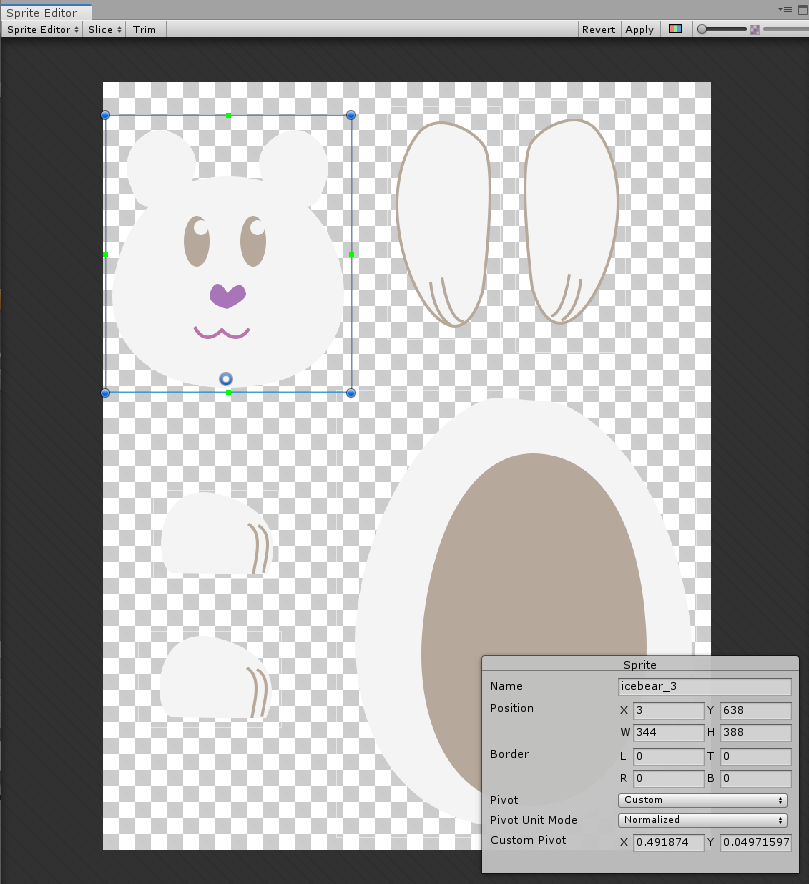 Sprite Editor
Sprite Editor Slice Trim Revert Apply
Sprite
Name icebear_3
Position X 3 Y 638
W 344 H 388
Border L 0 T 0
R 0 B 0
Pivot Custom
Pivot Unit Mode Normalized
Custom Pivot X 0.491874 Y 0.04971597